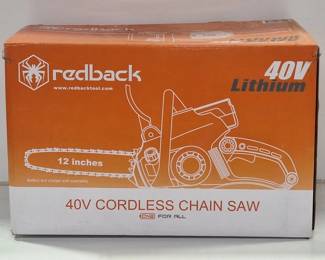 redback
www.redbacktool.com
40V
Lithium
12 inches
40V CORDLESS CHAIN SAW
FOR ALL